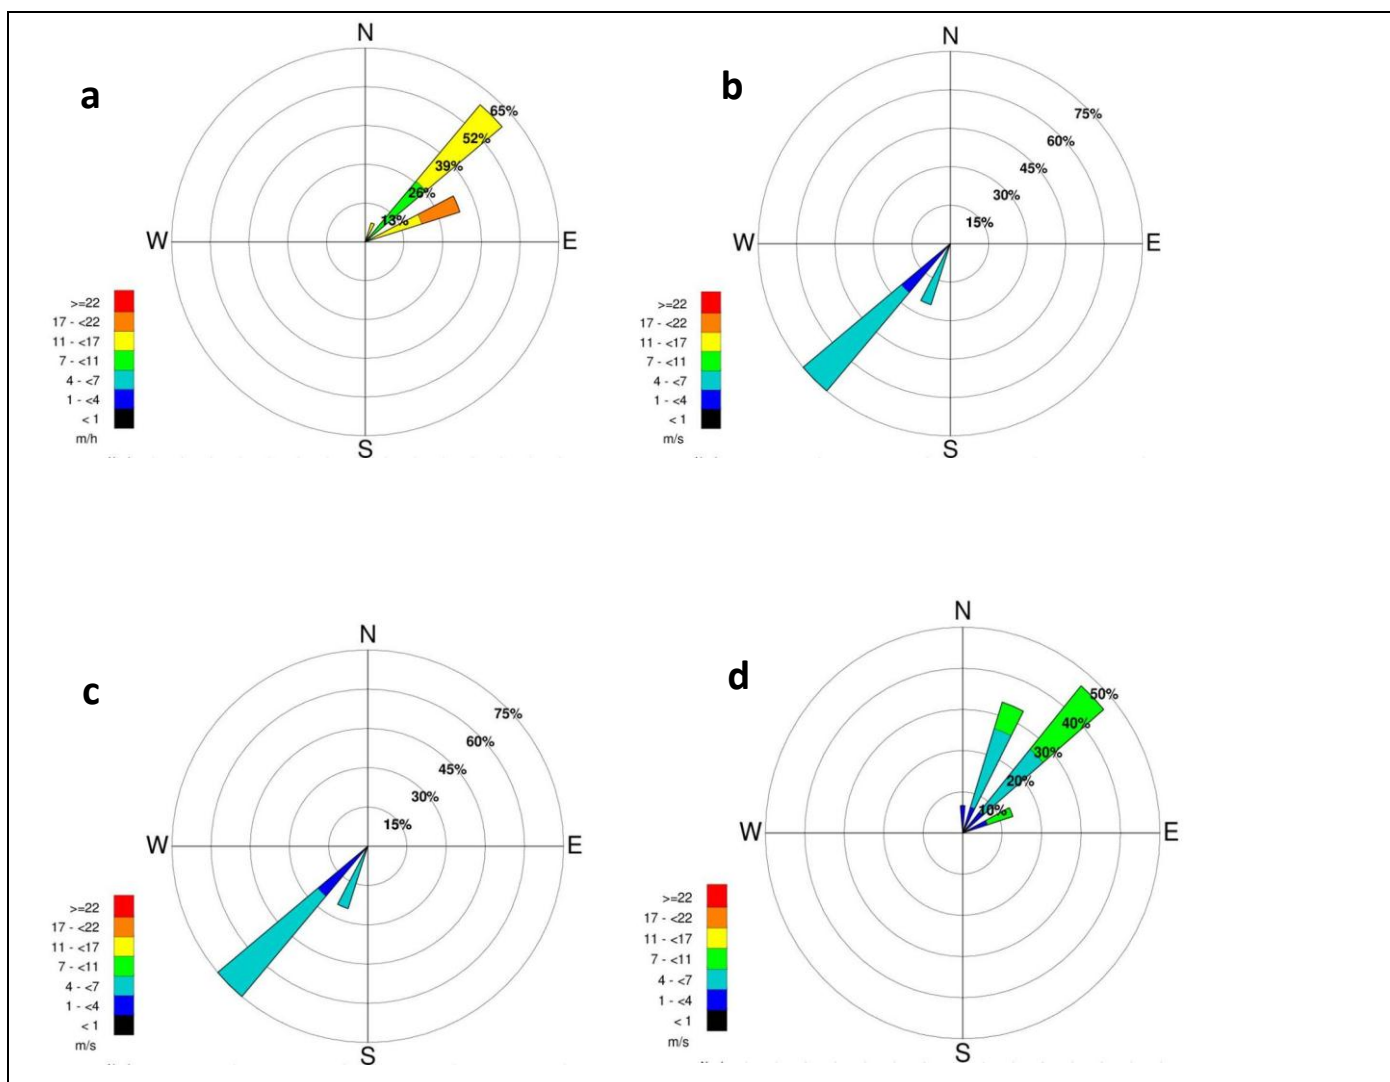 a
N
65%
52%
39%
26%
13%
W
E
S
>=22
17 - <22
11 - <17
7 - <11
4 - <7
1 - <4
< 1
m/h
b
N
75%
60%
45%
30%
15%
W
E
S
>=22
17 - <22
11 - <17
7 - <11
4 - <7
1 - <4
< 1
m/s
c
N
75%
60%
45%
30%
15%
W
E
S
>=22
17 - <22
11 - <17
7 - <11
4 - <7
1 - <4
< 1
m/s
d
N
50%
40%
30%
20%
10%
W
E
S
>=22
17 - <22
11 - <17
7 - <11
4 - <7
1 - <4
< 1
m/s